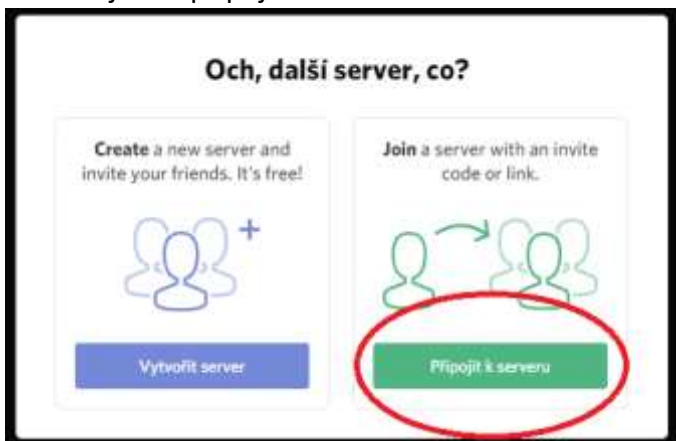 Och, další server, co?
Create a new server and
invite your friends. It's free!
Join a server with an invite
code or link.
Vytvořit server
Připojit k serveru